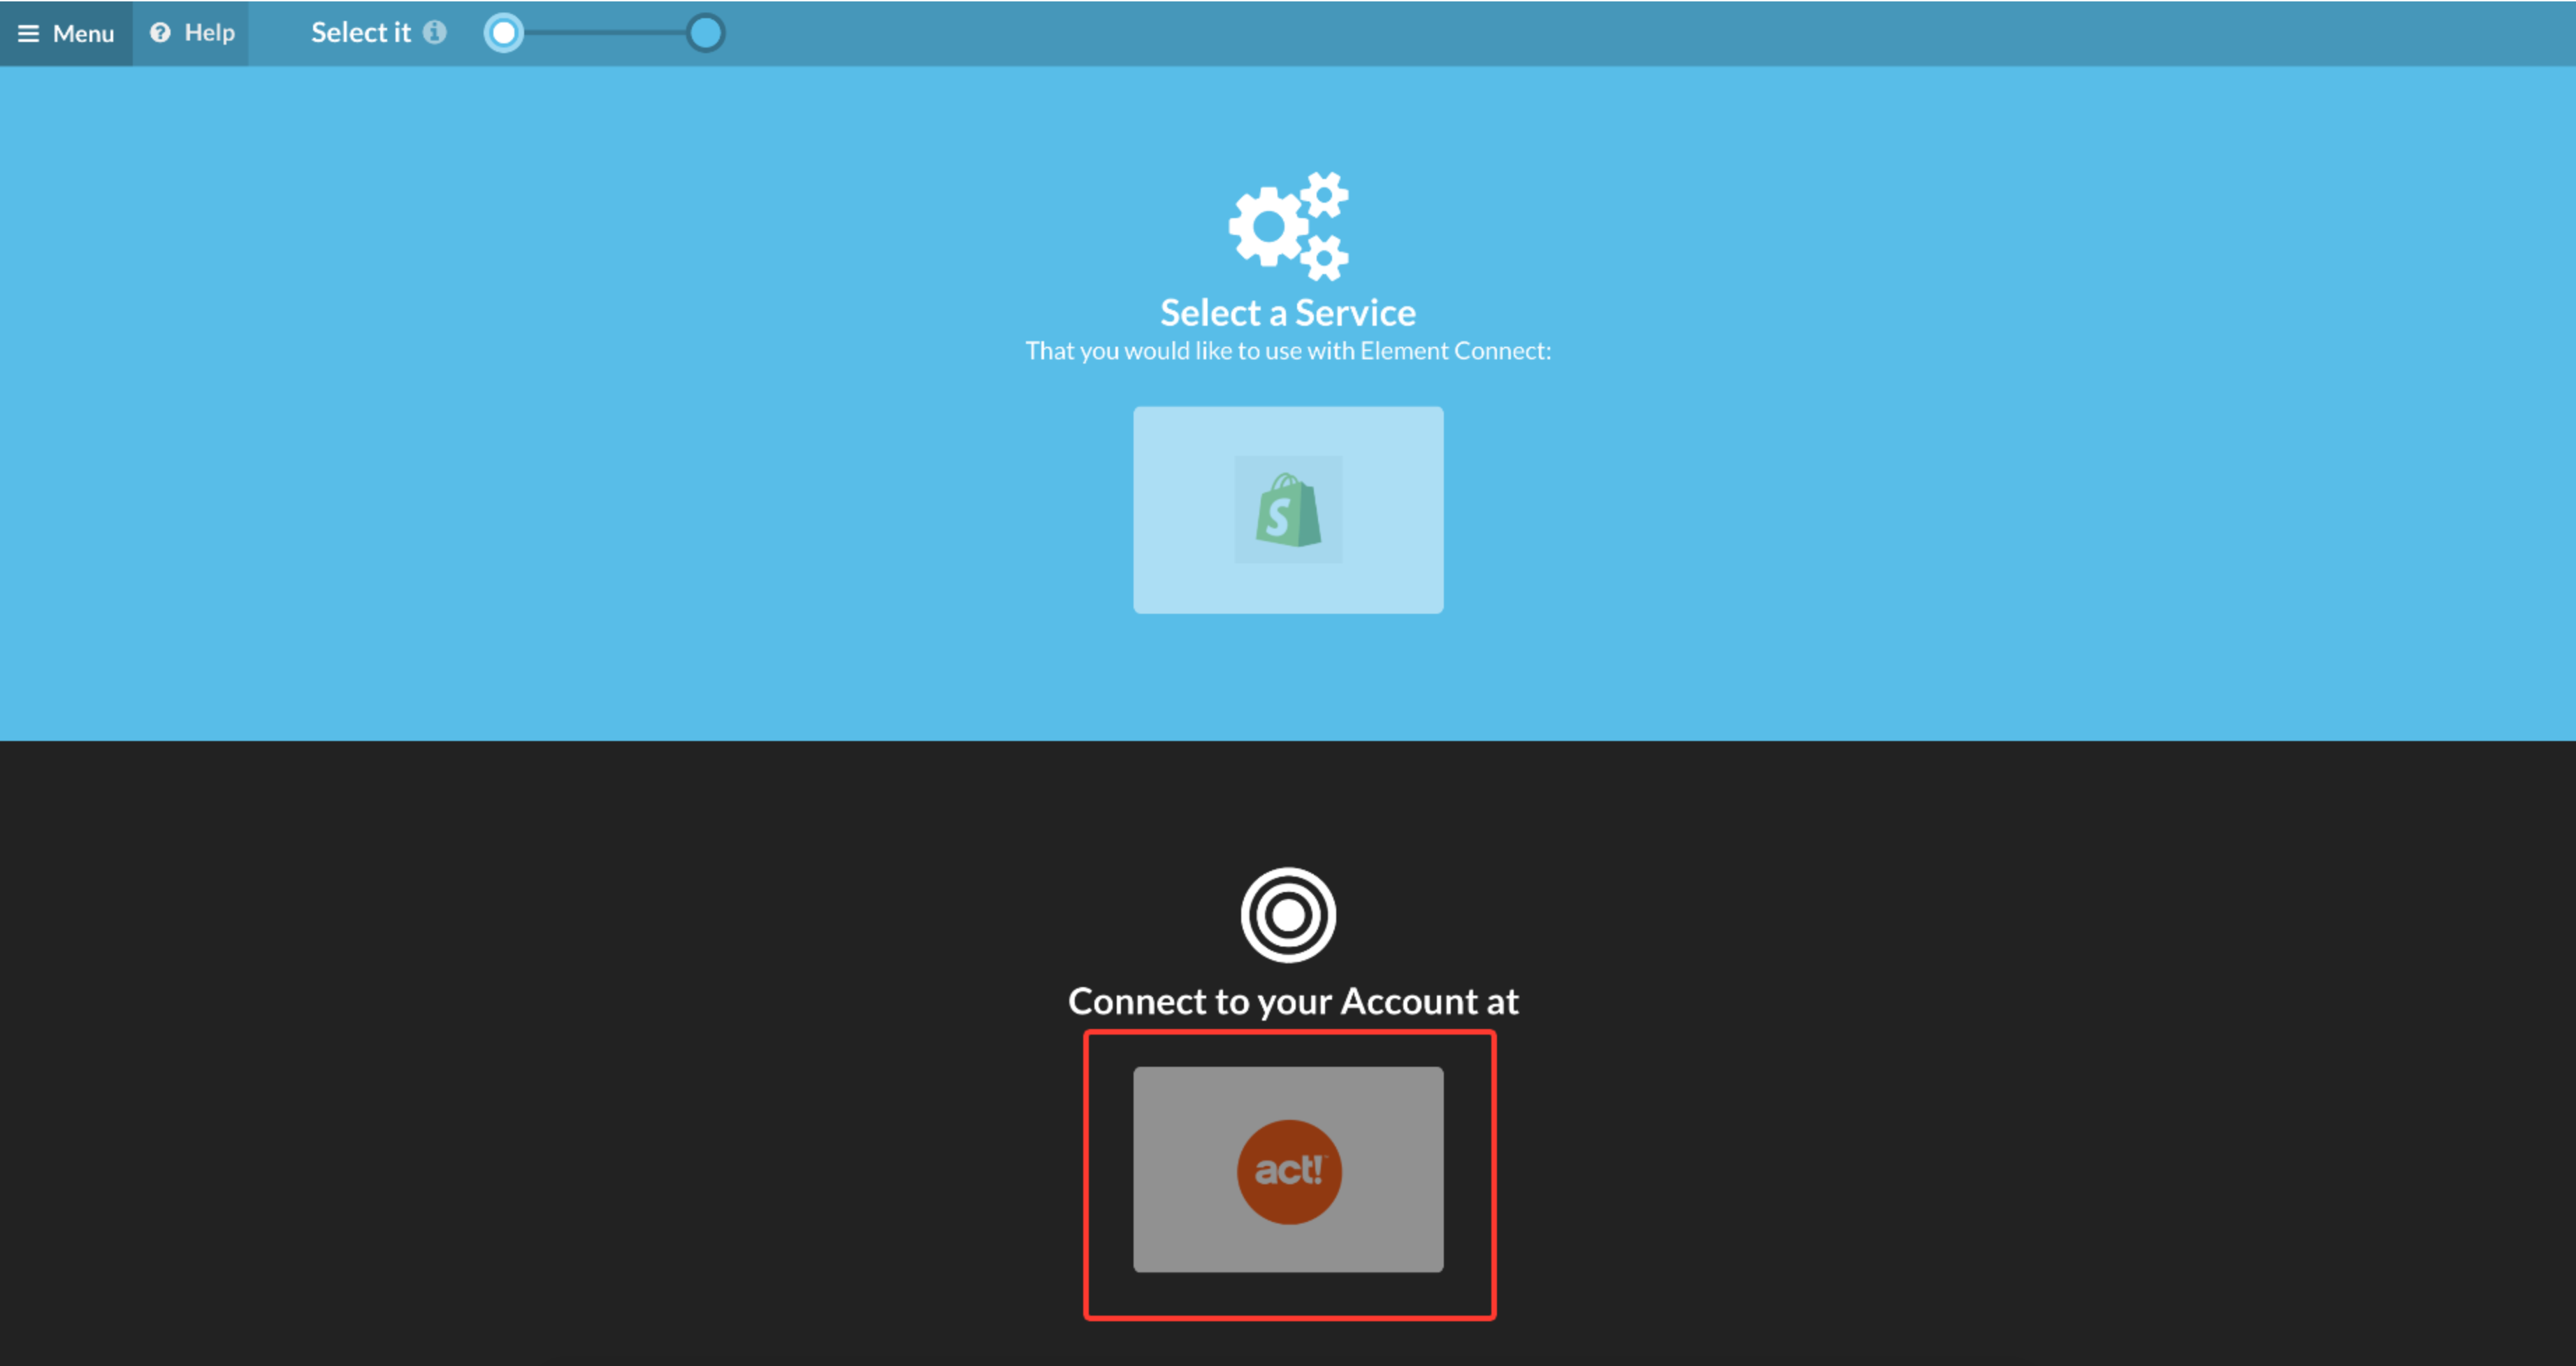 Menu
Help
Select it
Select a Service
That you would like to use with Element Connect:
S
Connect to your Account at
act!